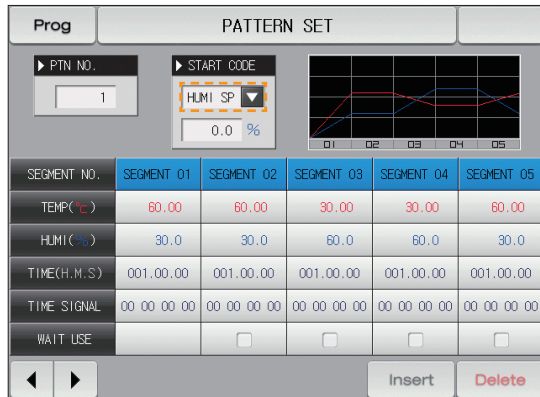 Prog PATTERN SET
▶ PTN NO. ▶ START CODE
1 HUMI SP ▼
0.0 %
01 02 03 04 05
SEGMENT NO. SEGMENT 01 SEGMENT 02 SEGMENT 03 SEGMENT 04 SEGMENT 05
TEMP(℃) 60.00 60.00 30.00 30.00 60.00
HUMI(%) 30.0 30.0 60.0 60.0 30.0
TIME(H.M.S) 001.00.00 001.00.00 001.00.00 001.00.00 001.00.00
TIME SIGNAL 00 00 00 00 00 00 00 00 00 00 00 00 00 00 00 00 00 00 00 00
WAIT USE
Insert Delete